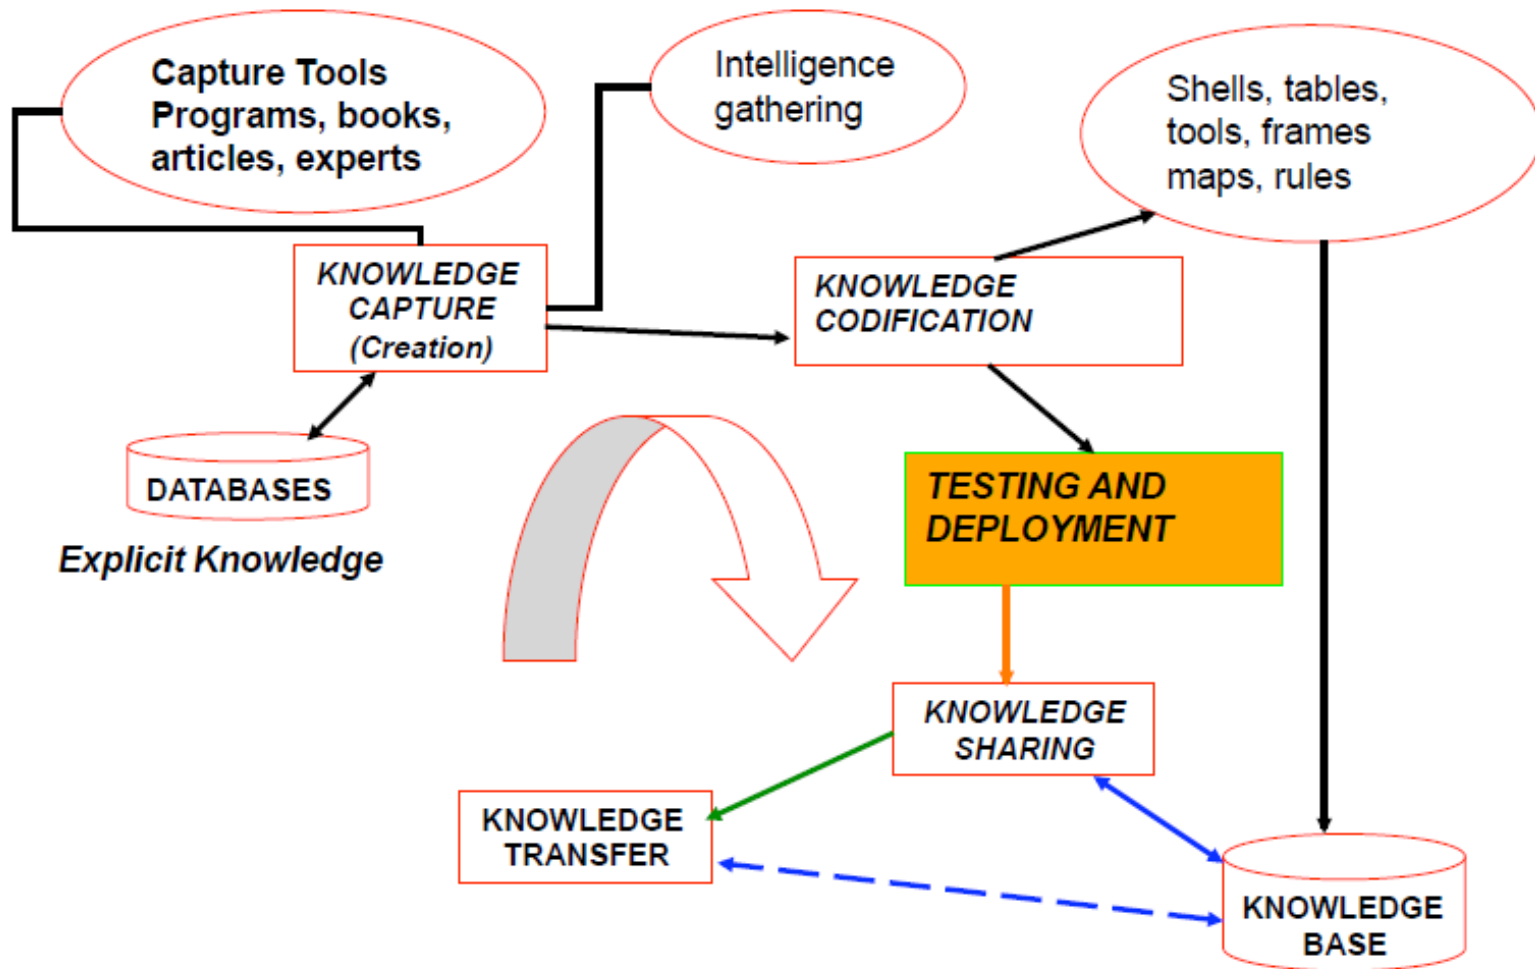 Capture Tools
Programs, books,
articles, experts
Intelligence
gathering
Shells, tables,
tools, frames
maps, rules
KNOWLEDGE
CAPTURE
(Creation)
KNOWLEDGE
CODIFICATION
DATABASES
Explicit Knowledge
TESTING AND
DEPLOYMENT
KNOWLEDGE
SHARING
KNOWLEDGE
TRANSFER
KNOWLEDGE
BASE